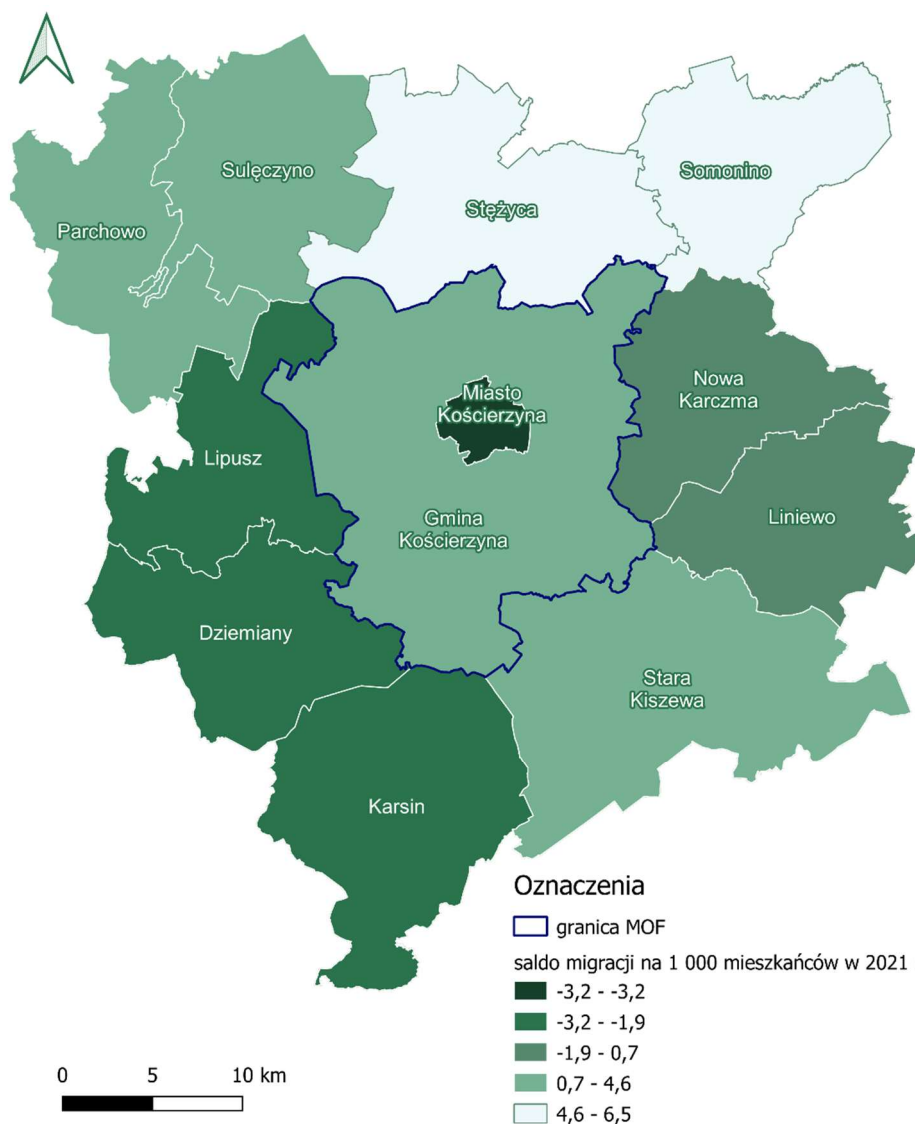 Sulęczyno
Somonino
Stężyca
Parchowo
Nowa
Karczma
Miasto
Kościerzyna
Lipusz
Gmina
Kościerzyna
Liniewo
Dziemiany
Stara
Kiszewa
Karsin
Oznaczenia
granica MOF
saldo migracji na 1 000 mieszkańców w 2021
-3,2 - -3,2
-3,2 - -1,9
-1,9 - 0,7
0,7 - 4,6
4,6 - 6,5
0 5 10 km